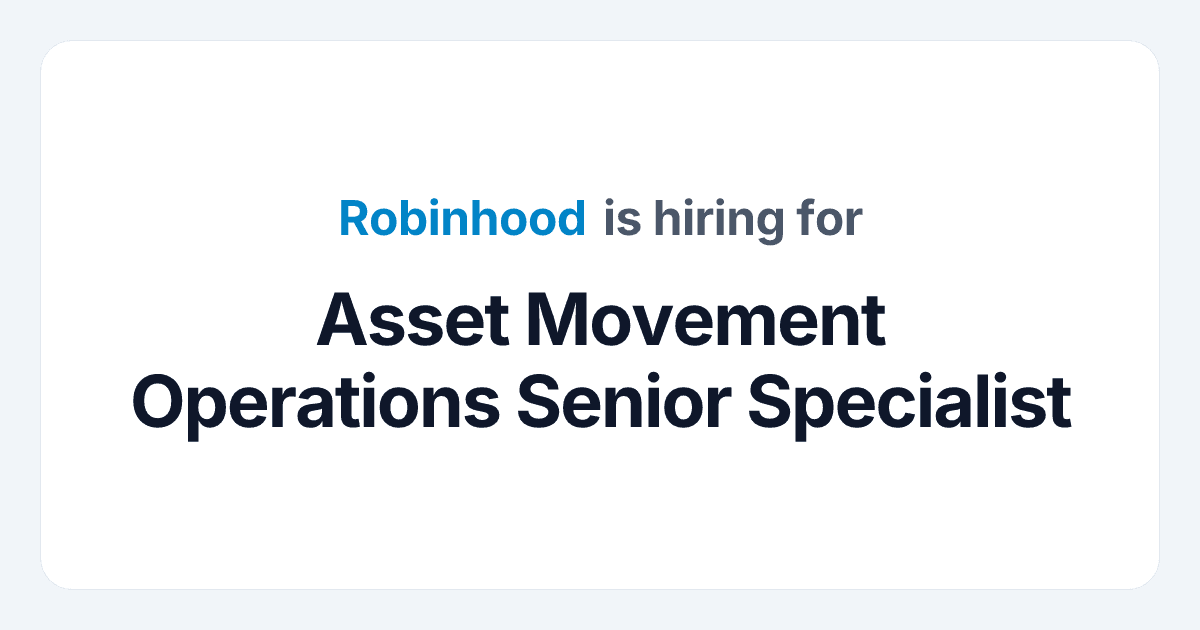 Robinhood is hiring for
Asset Movement
Operations Senior Specialist